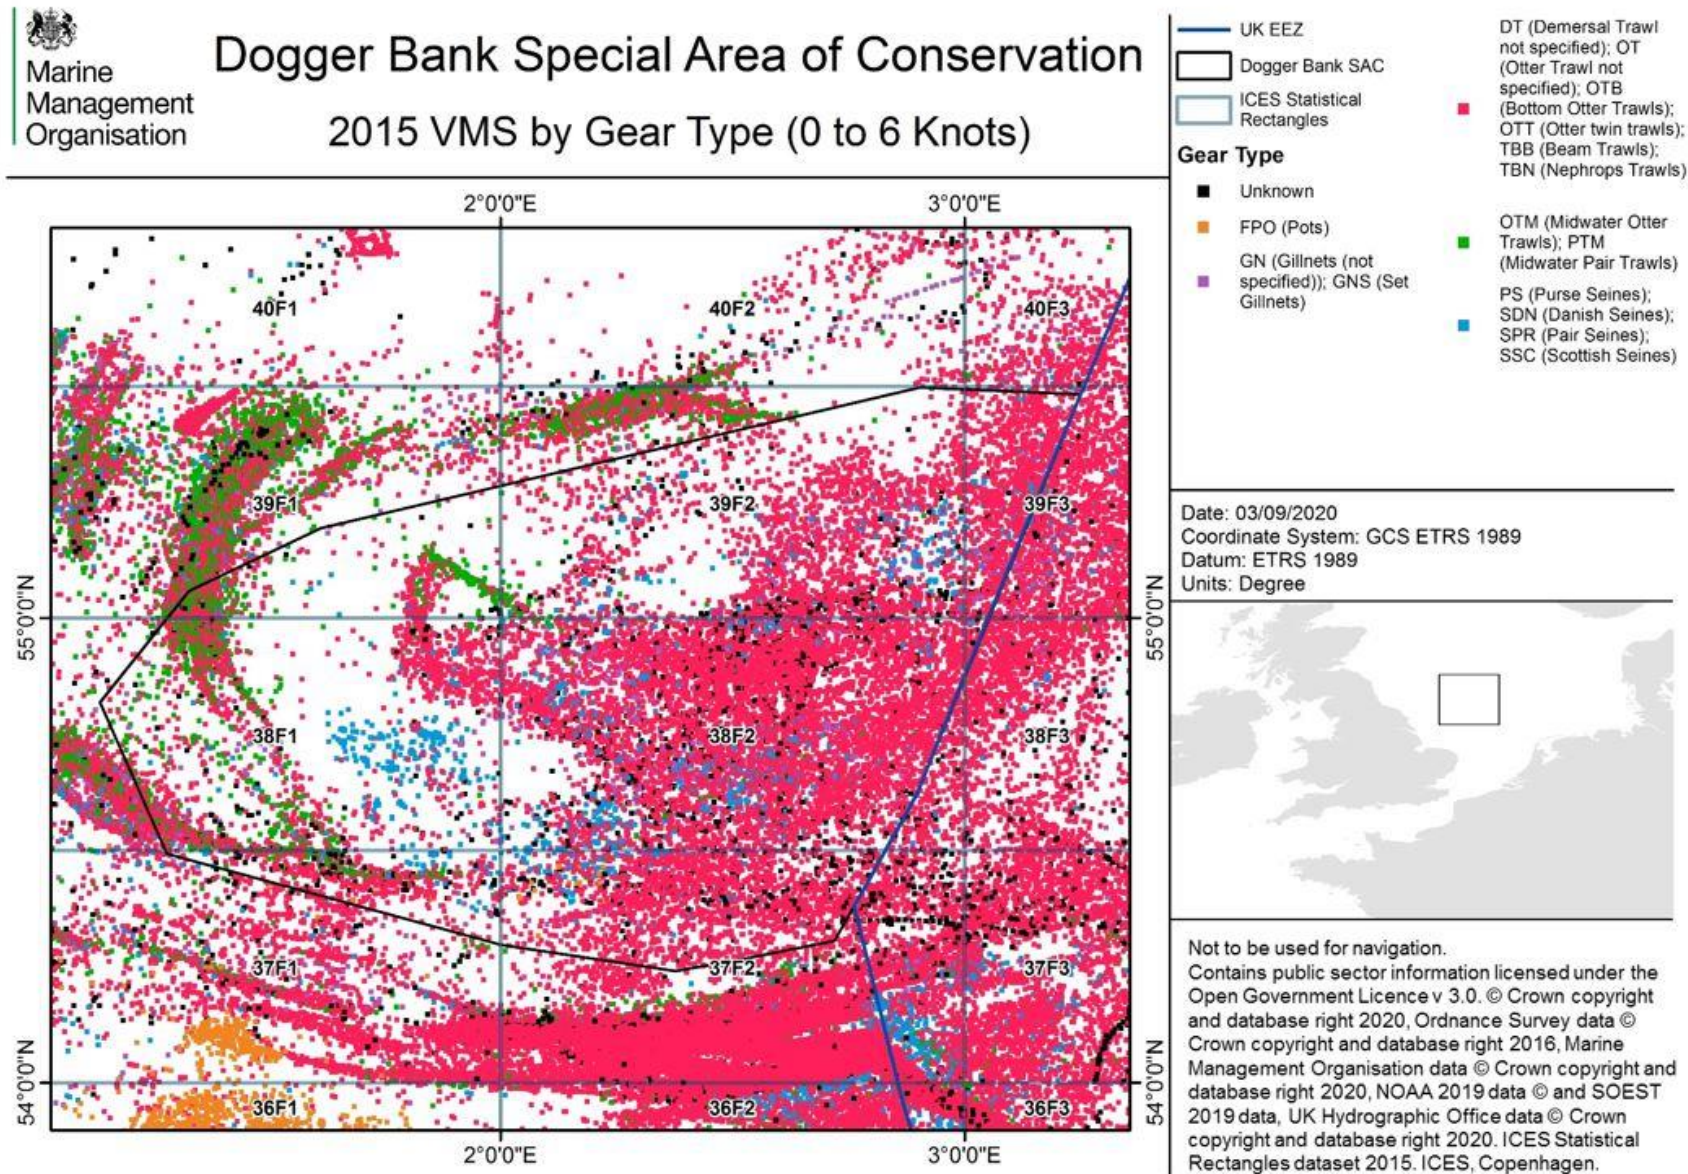 Marine
Management
Organisation
Dogger Bank Special Area of Conservation
2015 VMS by Gear Type (0 to 6 Knots)
UK EEZ
Dogger Bank SAC
ICES Statistical
Rectangles
Gear Type
Unknown
FPO (Pots)
GN (Gillnets (not
specified)); GNS (Set
Gillnets)
DT (Demersal Trawl
not specified); OT
(Otter Trawl not
specified); OTB
(Bottom Otter Trawls);
OTT (Otter twin trawls);
TBB (Beam Trawls);
TBN (Nephrops Trawls)
OTM (Midwater Otter
Trawls); PTM
(Midwater Pair Trawls)
PS (Purse Seines);
SDN (Danish Seines);
SPR (Pair Seines);
SSC (Scottish Seines)
2°0'0"E
3°0'0"E
40F1
40F2
40F3
39F1
39F2
39F3
55°0'0"N
55°0'0"N
38F1
38F2
38F3
37F1
37F2
37F3
54°0'0"N
54°0'0"N
36F1
36F2
36F3
2°0'0"E
3°0'0"E
Date: 03/09/2020
Coordinate System: GCS ETRS 1989
Datum: ETRS 1989
Units: Degree
Not to be used for navigation.
Contains public sector information licensed under the
Open Government Licence v 3.0. © Crown copyright
and database right 2020, Ordnance Survey data ©
Crown copyright and database right 2016, Marine
Management Organisation data © Crown copyright and
database right 2020, NOAA 2019 data © and SOEST
2019 data, UK Hydrographic Office data © Crown
copyright and database right 2020. ICES Statistical
Rectangles dataset 2015. ICES, Copenhagen.